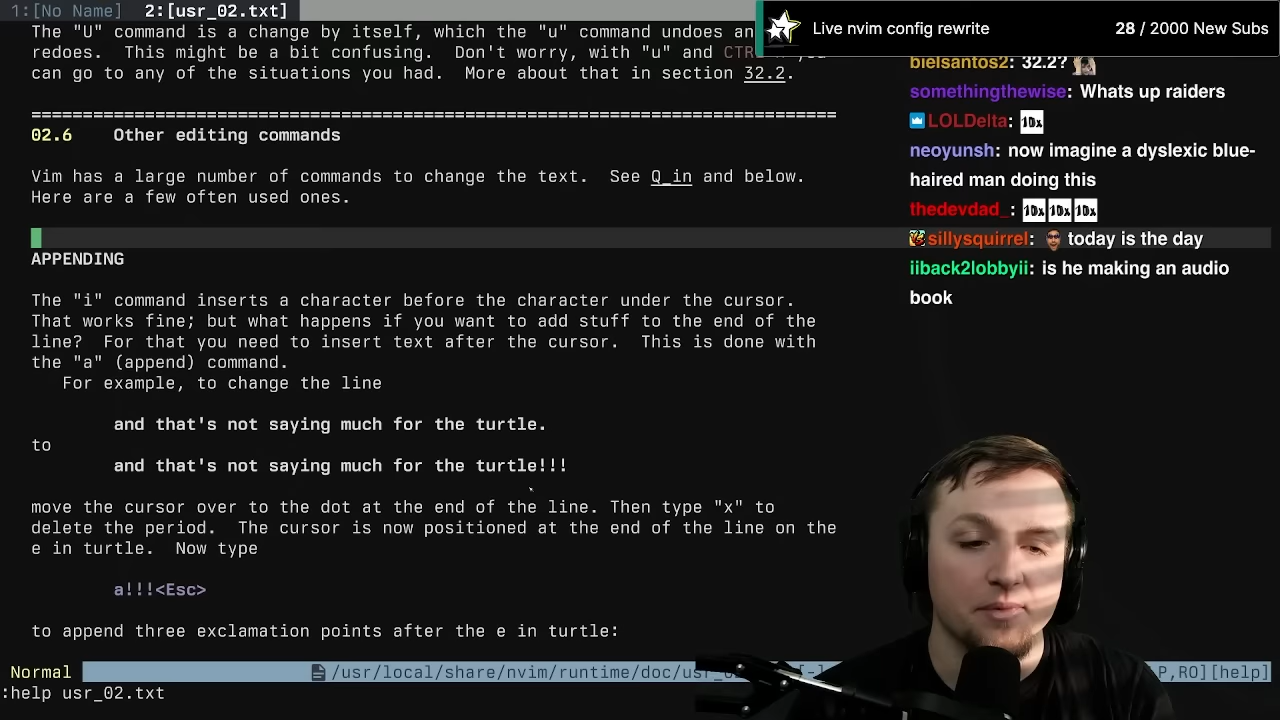 1:[No Name]  2:[usr_02.txt]
The "U" command is a change by itself, which the "u" command undoes an
redoes.  This might be a bit confusing.  Don't worry, with "u" and CTR
can go to any of the situations you had.  More about that in section 32.2.
==============================================================================
02.6    Other editing commands
Vim has a large number of commands to change the text.  See Q_in and below.
Here are a few often used ones.
APPENDING
The "i" command inserts a character before the character under the cursor.
That works fine; but what happens if you want to add stuff to the end of the
line?  For that you need to insert text after the cursor.  This is done with
the "a" (append) command.
For example, to change the line
and that's not saying much for the turtle.
to
and that's not saying much for the turtle!!!
move the cursor over to the dot at the end of the line. Then type "x" to
delete the period.  The cursor is now positioned at the end of the line on the
e in turtle.  Now type
a!!!<Esc>
to append three exclamation points after the e in turtle:
Normal /usr/local/share/nvim/runtime/doc/us [-] P,RO][help]
:help usr_02.txt
Live nvim config rewrite 28 / 2000 New Subs
bielsantos2: 32.2?
somethingthewise: Whats up raiders
LOLDelta: 10x
neoyunsh: now imagine a dyslexic blue-
haired man doing this
thedevdad_: 10x 10x 10x
sillysquirrel: today is the day
iiback2lobbyii: is he making an audio
book